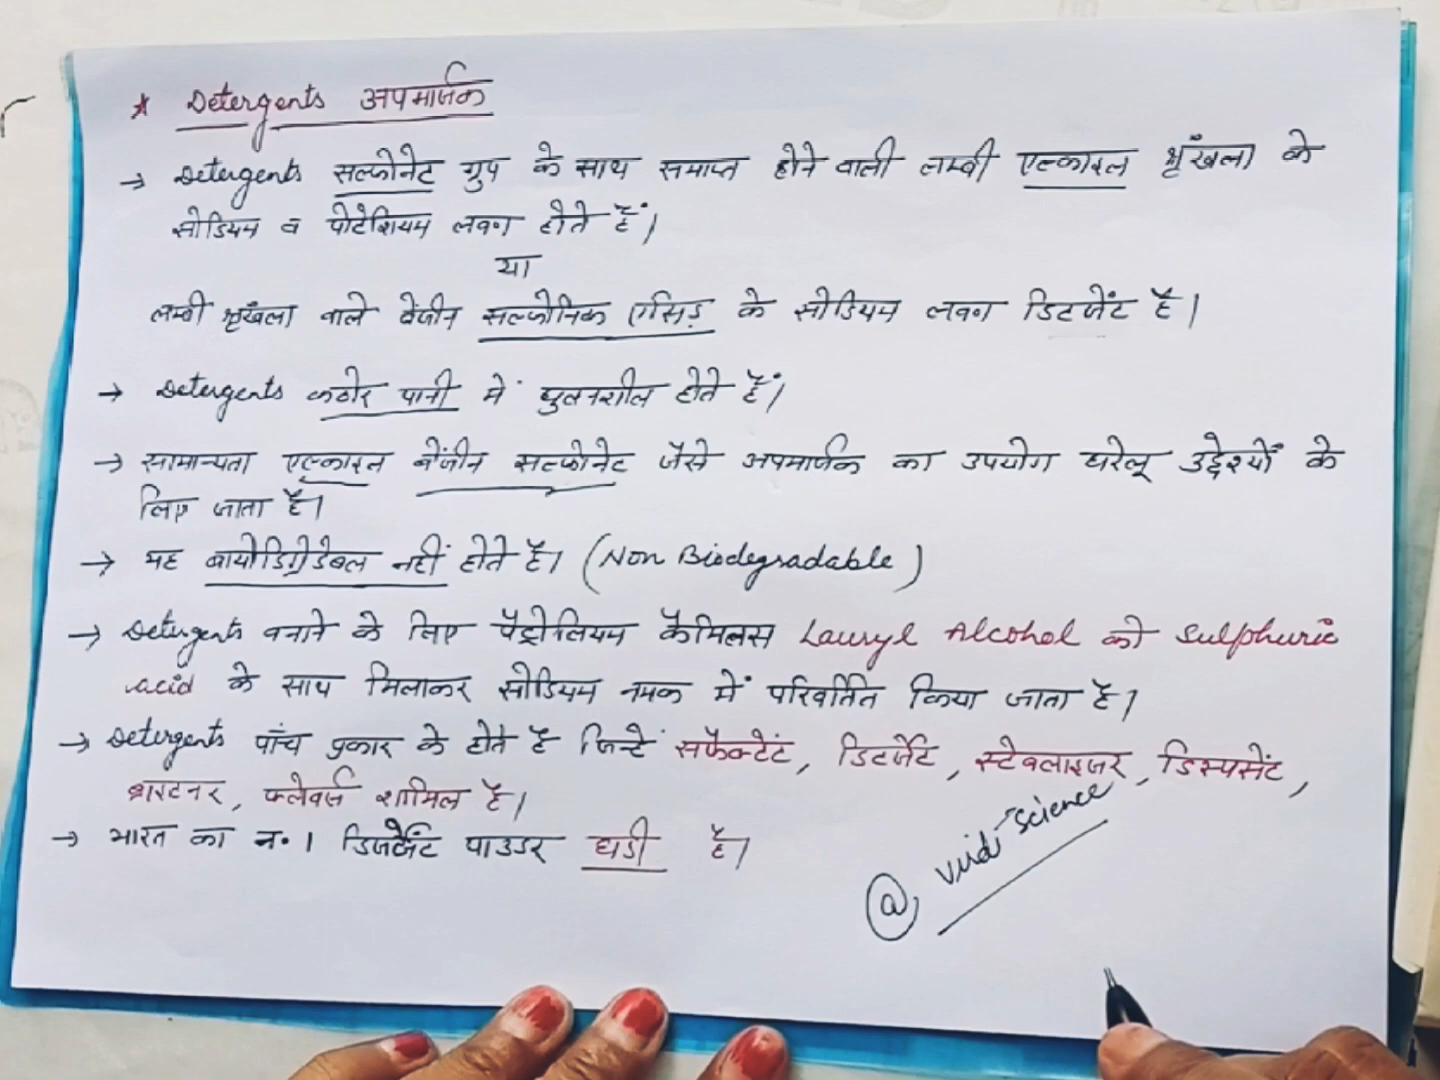 * Detergents अपमार्जक
→ Detergents सल्फोनेट ग्रुप के साथ समाप्त होने वाली लम्बी एल्काइल श्रृंखला के
सोडियम व पोटेशियम लवण होते हैं।
या
लम्बी श्रृंखला वाले बेंजीन सल्फोनिक एसिड के सोडियम लवण डिटर्जेंट है।
→ Detergents कठोर पानी में घुलनशील होते हैं।
→ सामान्यता एल्काइल बेंजीन सल्फोनेट जैसे अपमार्जक का उपयोग घरेलू उद्देश्यों के
लिए जाता है।
→ यह बायोडिग्रेडेबल नहीं होते है। (Non Biodegradable)
→ Detergents बनाने के लिए पैट्रोलियम कैमिलस Lauryl Alcohol को Sulphuric
acid के साथ मिलाकर सोडियम नमक में परिवर्तित किया जाता है।
→ Detergents पाँच प्रकार के होते है जिन्हें सर्फेक्टेंट, डिटर्जेंट, स्टेबलाइजर, डिस्पर्सेंट,
ब्राइटनर, फ्लेवर्स शामिल है।
→ भारत का न॰ 1 डिजर्जेंट पाउडर घडी है।
@ vird science